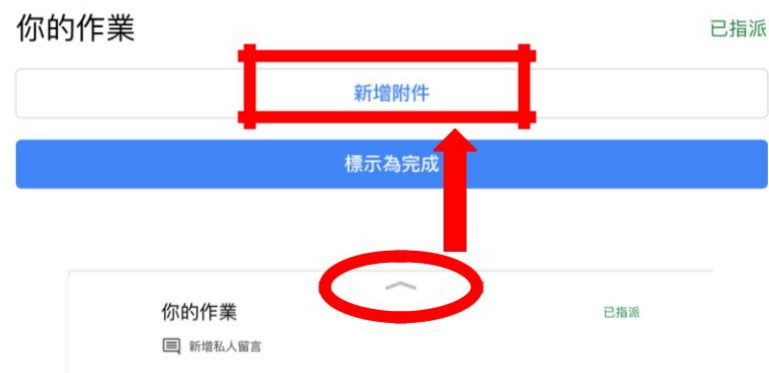 你的作業
已指派
新增附件
標示為完成
你的作業
已指派
新增私人留言